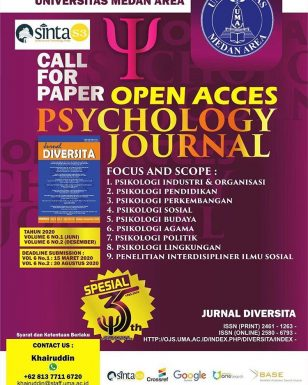 UNIVERSITAS MEDAN AREA
sinta S3
CALL
FOR
PAPER
OPEN ACCES
PSYCHOLOGY
JOURNAL
Jurnal
DIVERSITA
FOCUS AND SCOPE :
1. PSIKOLOGI INDUSTRI & ORGANISASI
2. PSIKOLOGI PENDIDIKAN
3. PSIKOLOGI PERKEMBANGAN
4. PSIKOLOGI SOSIAL
5. PSIKOLOGI BUDAYA
6. PSIKOLOGI AGAMA
7. PSIKOLOGI POLITIK
8. PSIKOLOGI LINGKUNGAN
9. PENELITIAN INTERDISIPLINER ILMU SOSIAL
TAHUN 2020
VOLUME 6 NO.1 (JUNI)
VOLUME 6 NO.2 (DESEMBER)
DEADLINE SUBMISSION :
VOL 6 No.1 : 15 MARET 2020
VOL 6 No.2 : 20 AGUSTUS 2020
SPESIAL
3th
JURNAL DIVERSITA
ISSN (PRINT) 2461 - 1263 -
ISSN (ONLINE) 2580 - 6793 -
HTTP://OJS.UMA.AC.ID/INDEX.PHP/DIVERSITA/INDEX -
Syarat dan Ketentuan Berlaku
CONTACT US :
Khairuddin
+62 813 7711 6720
khairuddin@staff.uma.ac.id
sinta
Crossref
Google
GARUDA
onesearch
BASE